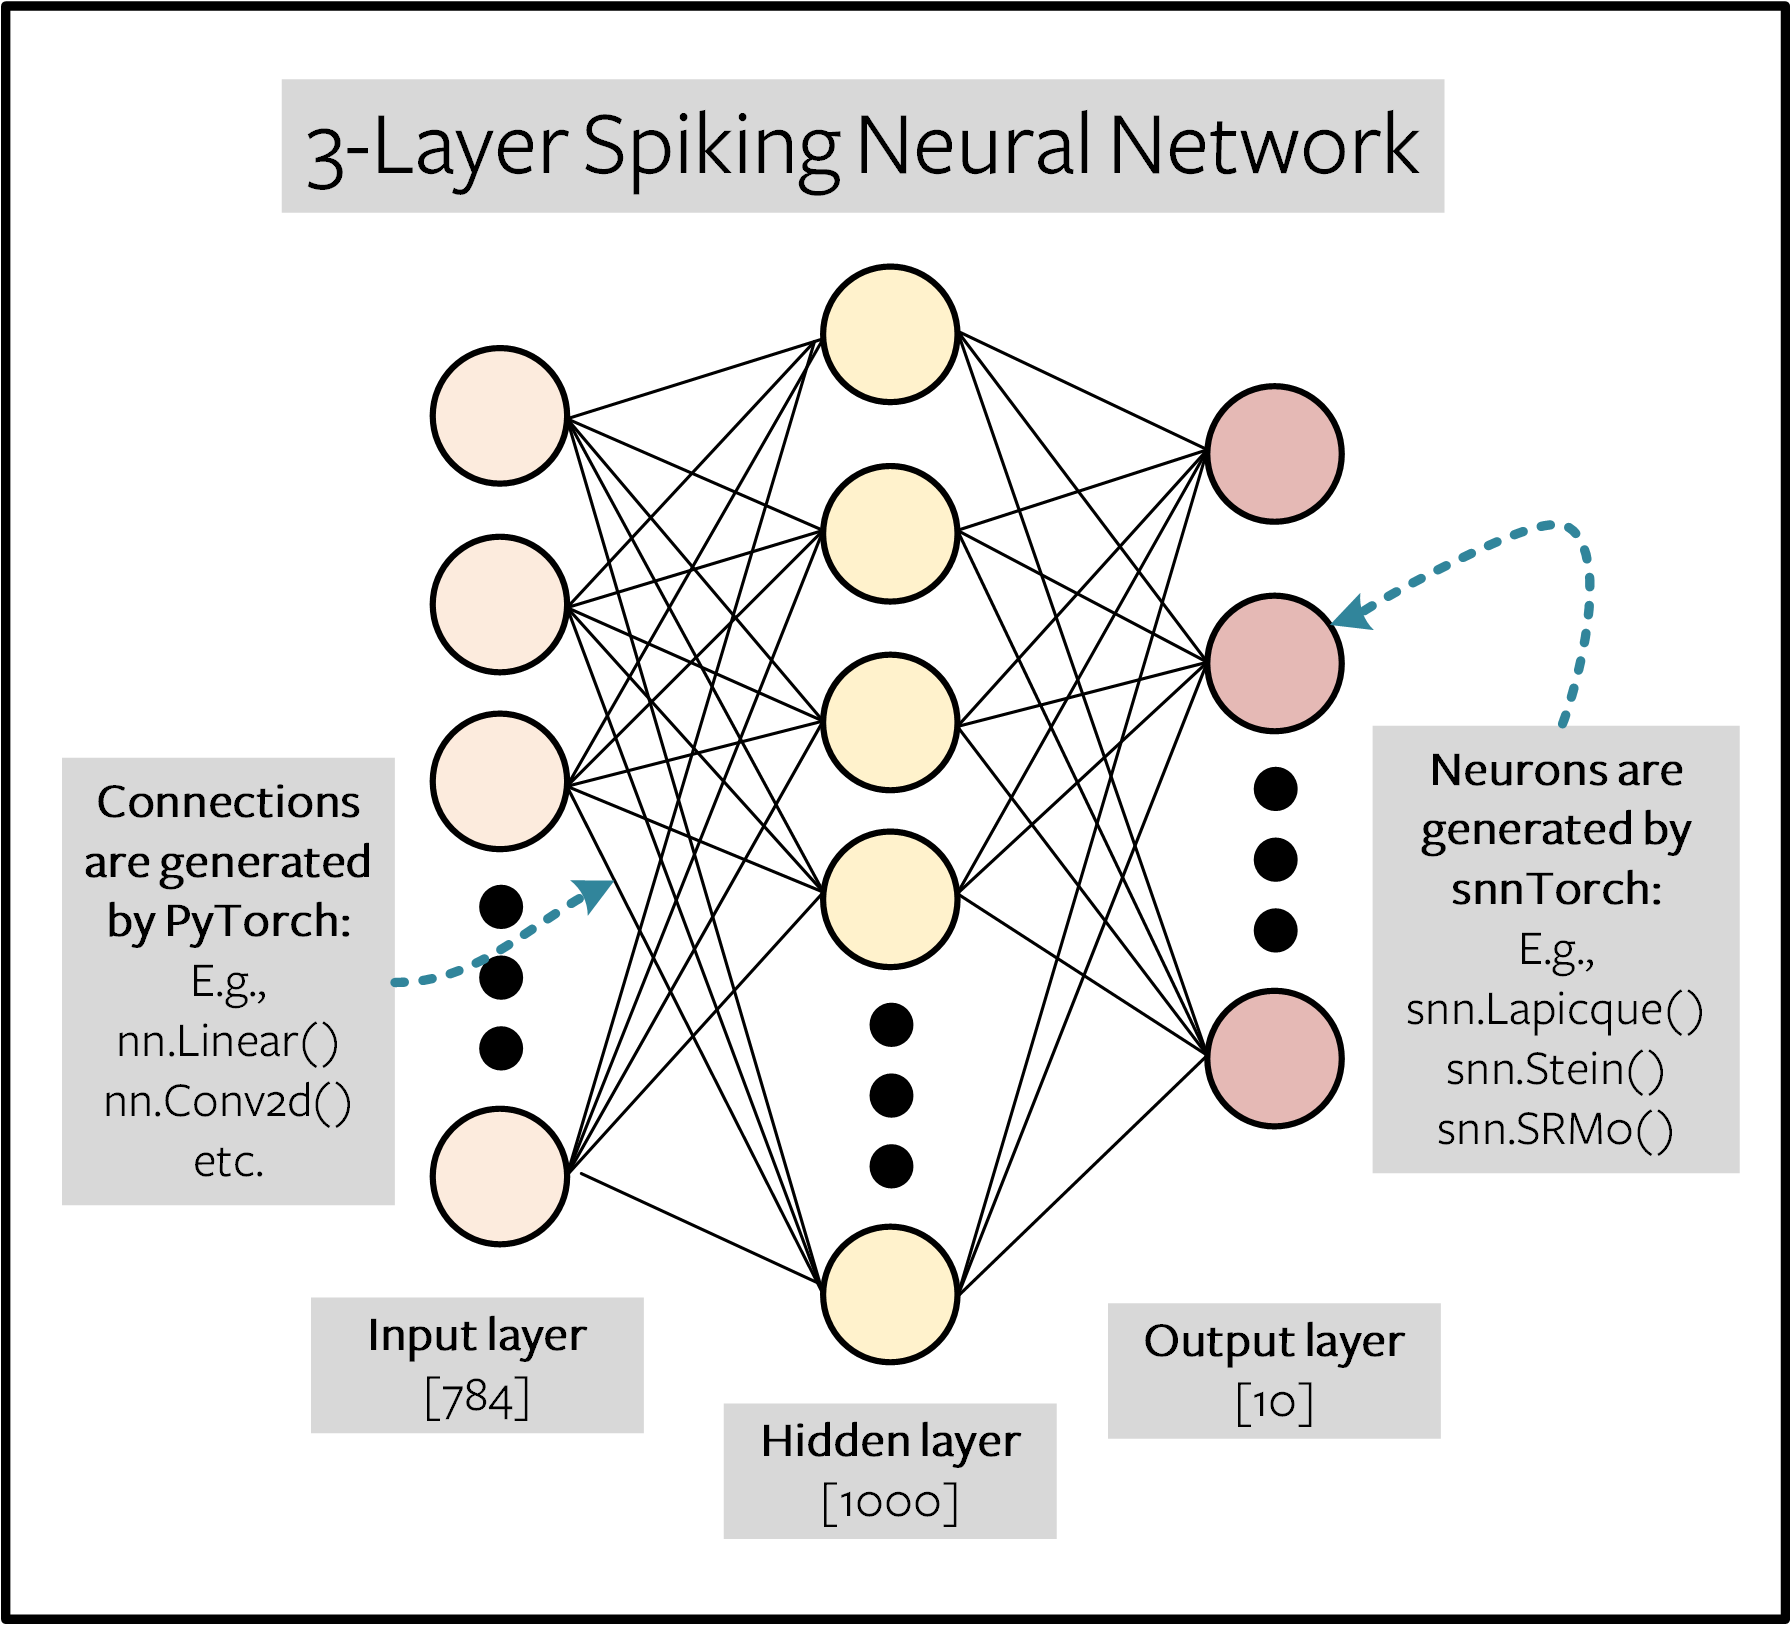 3-Layer Spiking Neural Network
Connections
are generated
by PyTorch:
E.g.,
nn.Linear()
nn.Conv2d()
etc.
Neurons are
generated by
snnTorch:
E.g.,
snn.Lapicque()
snn.Stein()
snn.SRM0()
Input layer
[784]
Hidden layer
[1000]
Output layer
[10]